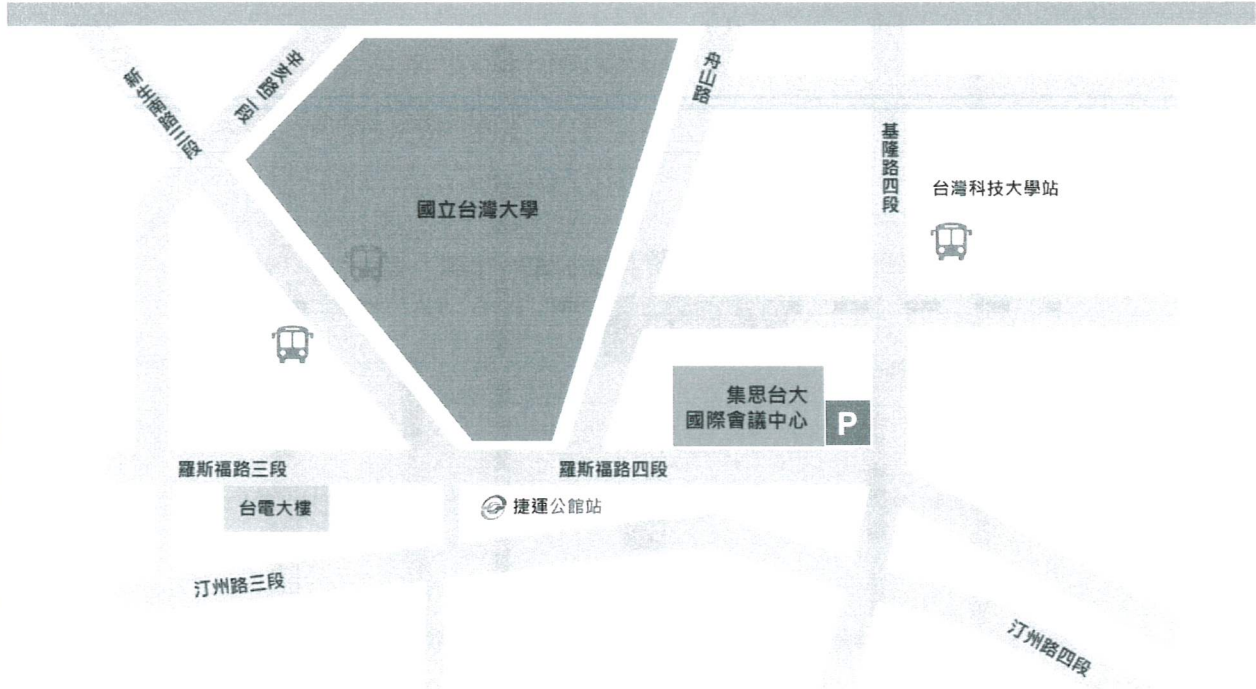 新生南路三段
辛亥路一段
舟山路
基隆路四段
台灣科技大學站
國立台灣大學
集思台大
國際會議中心
P
羅斯福路三段
羅斯福路四段
台電大樓
捷運公館站
汀州路三段
汀州路四段